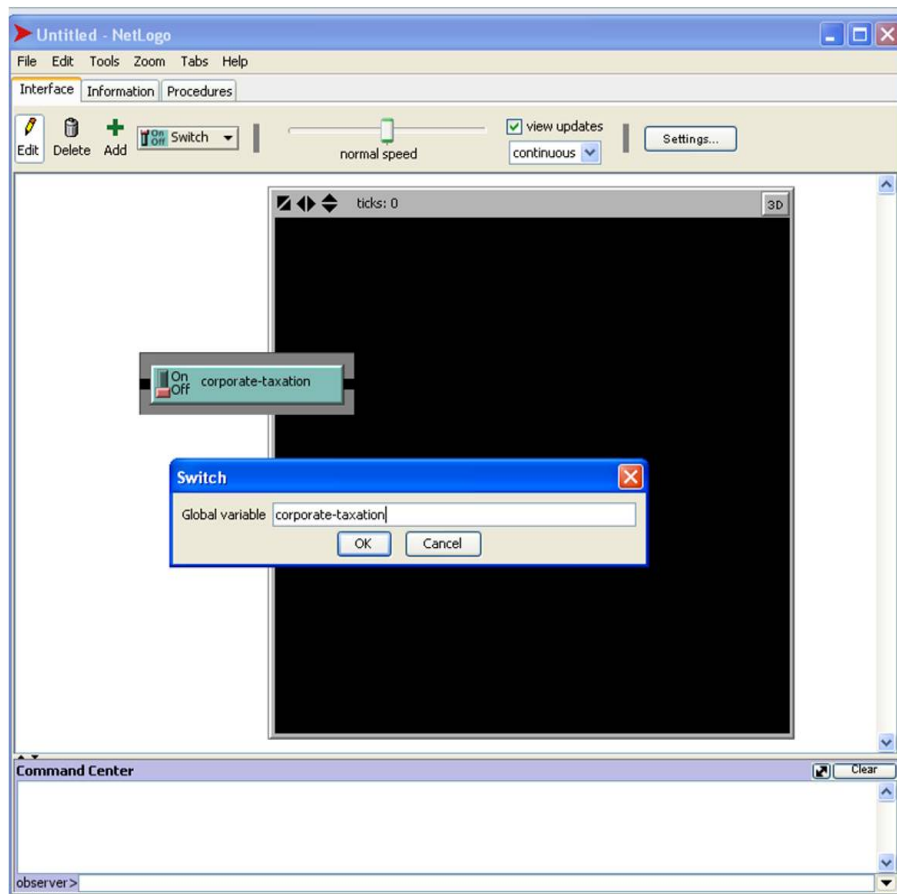 Untitled - NetLogo
File Edit Tools Zoom Tabs Help
Interface Information Procedures
Edit Delete Add On Off Switch normal speed view updates continuous Settings...
ticks: 0 3D
On
Off corporate-taxation
Switch
Global variable corporate-taxation
OK Cancel
Command Center Clear
observer>